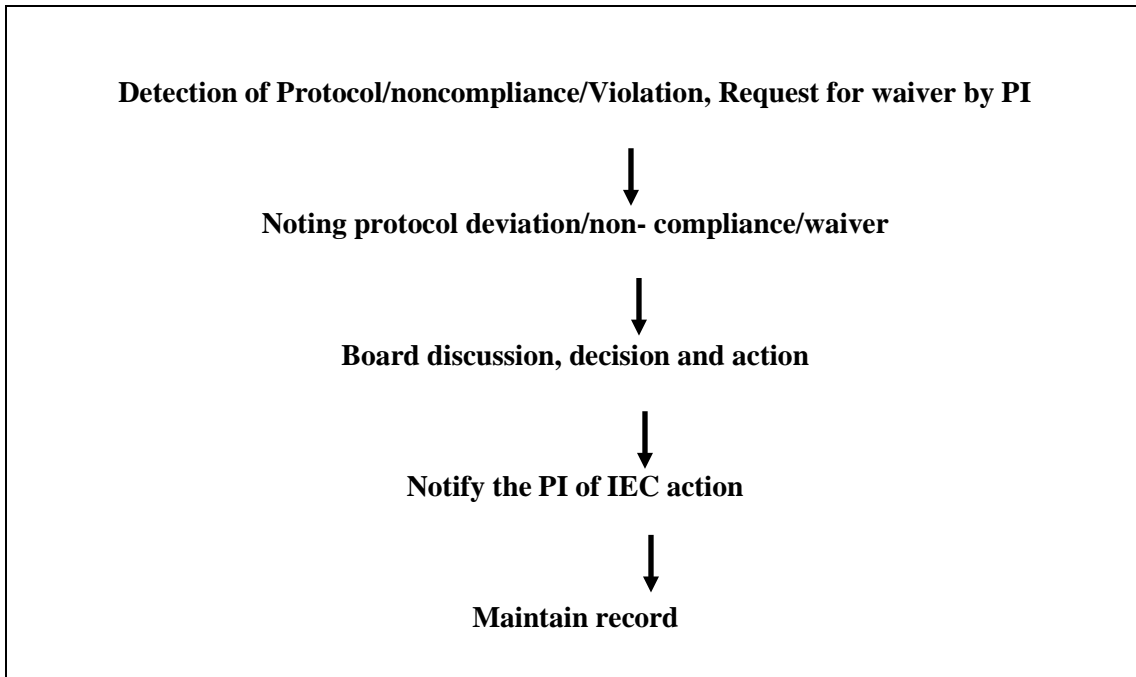 Detection of Protocol/noncompliance/Violation, Request for waiver by PI
Noting protocol deviation/non- compliance/waiver
Board discussion, decision and action
Notify the PI of IEC action
Maintain record